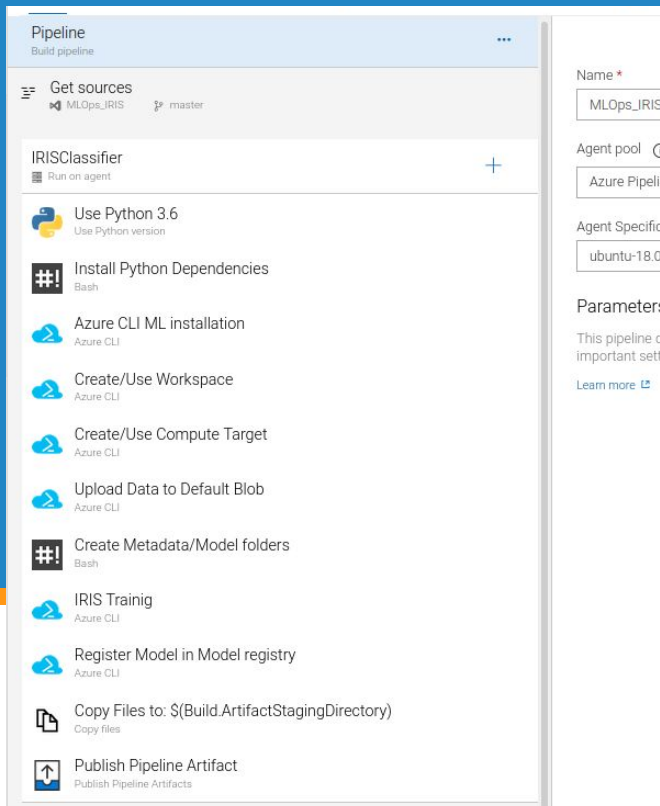 Pipeline
Build pipeline
Get sources
MLOps_IRIS master
IRISClassifier
Run on agent
Use Python 3.6
Use Python version
Install Python Dependencies
Bash
Azure CLI ML installation
Azure CLI
Create/Use Workspace
Azure CLI
Create/Use Compute Target
Azure CLI
Upload Data to Default Blob
Azure CLI
Create Metadata/Model folders
Bash
IRIS Trainig
Azure CLI
Register Model in Model registry
Azure CLI
Copy Files to: $(Build.ArtifactStagingDirectory)
Copy files
Publish Pipeline Artifact
Publish Pipeline Artifacts
Name *
MLOps_IRIS
Agent pool
Azure Pipeli
Agent Specific
ubuntu-18.0
Parameters
This pipeline
important sett
Learn more